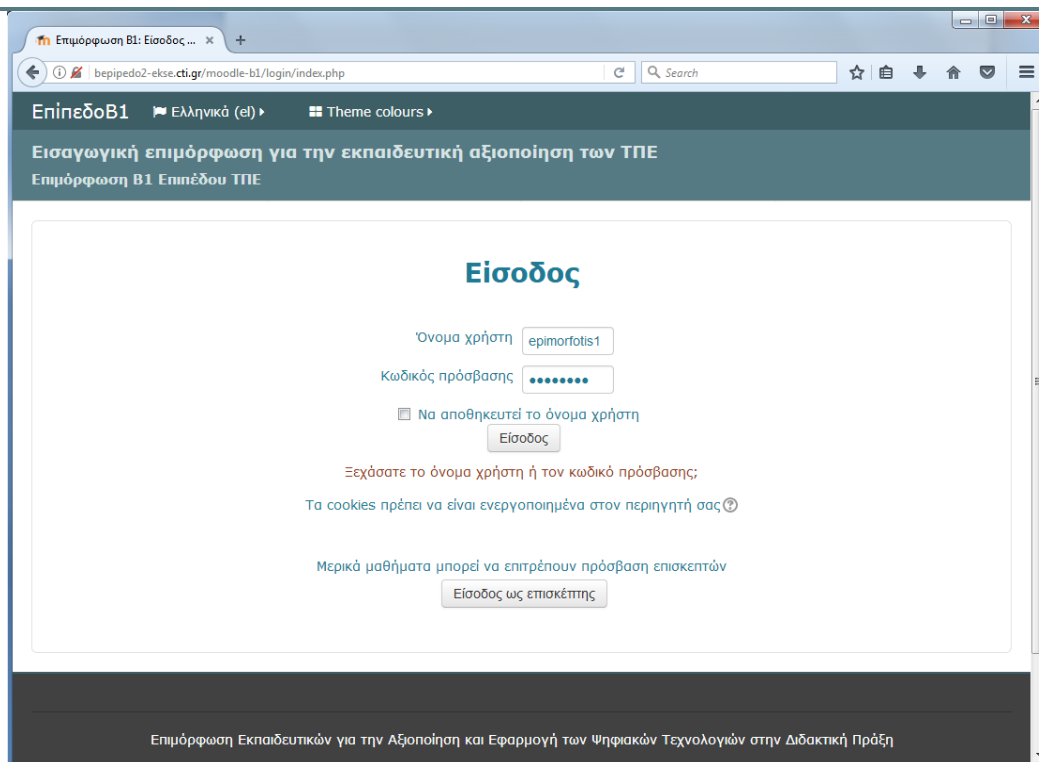 Επιμόρφωση Β1: Είσοδος ...
bepipedo2-ekse.cti.gr/moodle-b1/login/index.php
Search
ΕπίπεδοΒ1 Ελληνικά (el) Theme colours
Εισαγωγική επιμόρφωση για την εκπαιδευτική αξιοποίηση των ΤΠΕ
Επιμόρφωση Β1 Επιπέδου ΤΠΕ
Είσοδος
Όνομα χρήστη epimorfotis1
Κωδικός πρόσβασης ••••••••
Να αποθηκευτεί το όνομα χρήστη
Είσοδος
Ξεχάσατε το όνομα χρήστη ή τον κωδικό πρόσβασης;
Τα cookies πρέπει να είναι ενεργοποιημένα στον περιηγητή σας
Μερικά μαθήματα μπορεί να επιτρέπουν πρόσβαση επισκεπτών
Είσοδος ως επισκέπτης
Επιμόρφωση Εκπαιδευτικών για την Αξιοποίηση και Εφαρμογή των Ψηφιακών Τεχνολογιών στην Διδακτική Πράξη